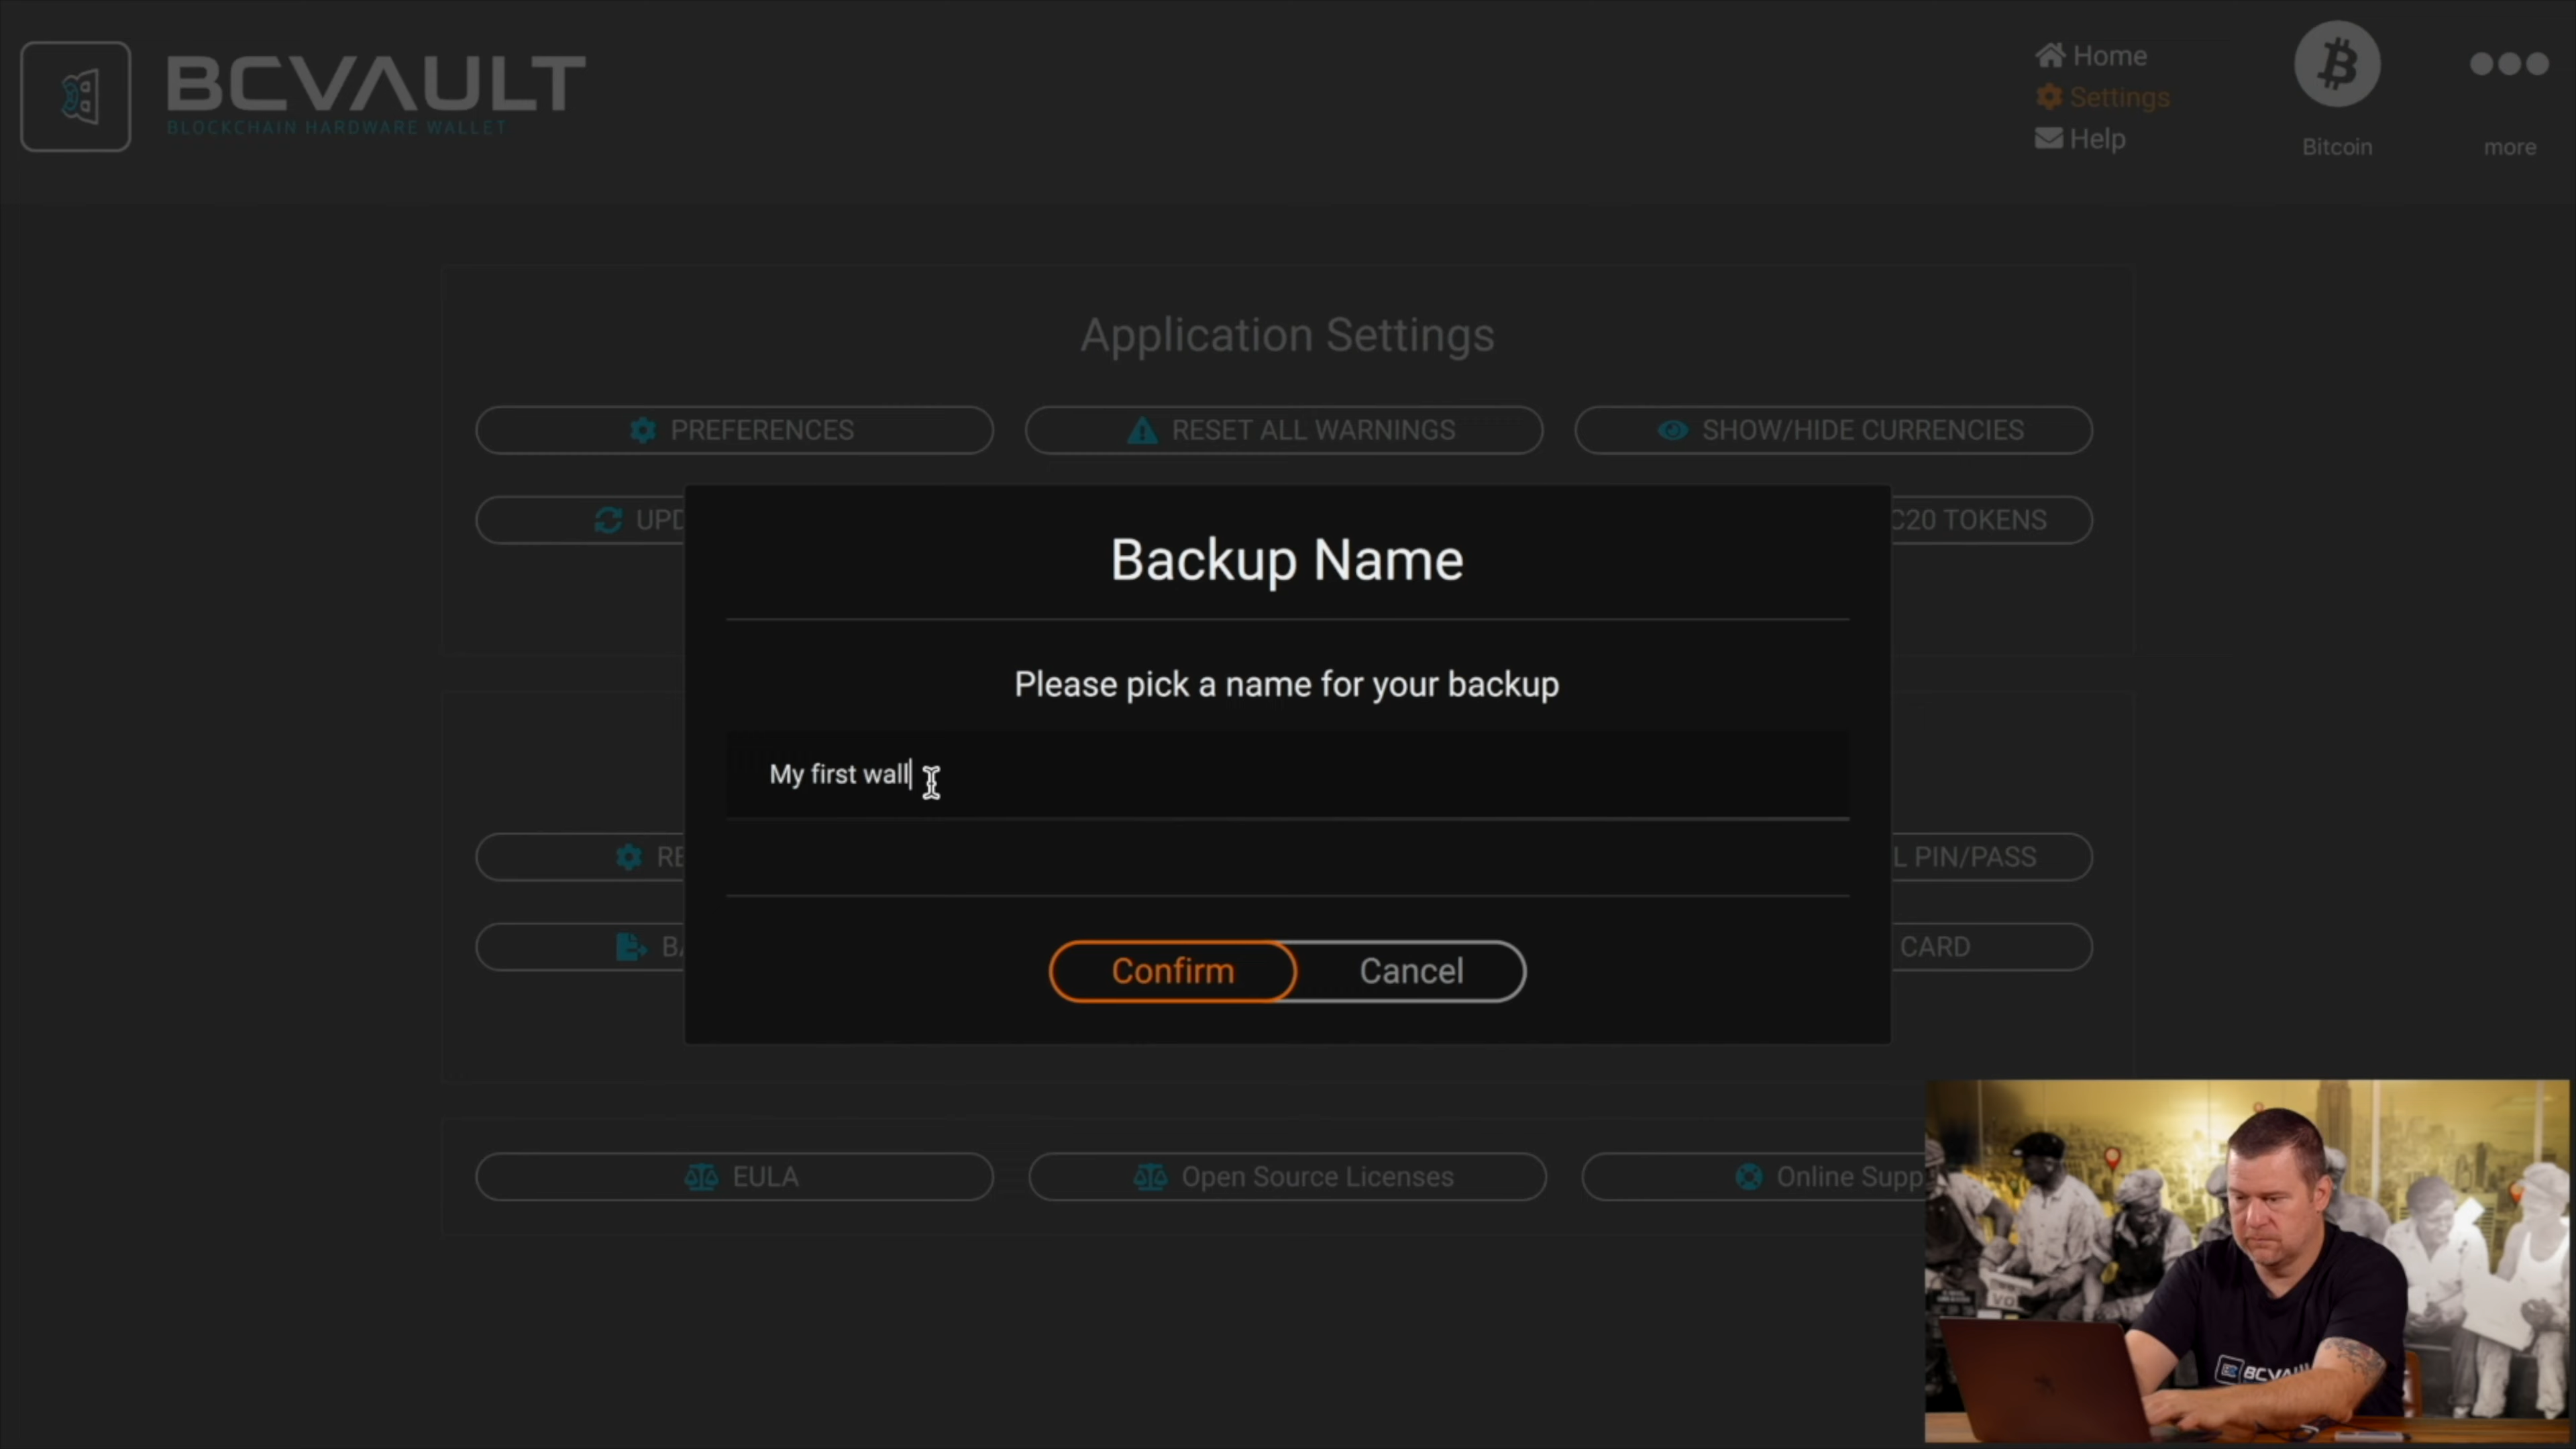 BCVAULT
BLOCKCHAIN HARDWARE WALLET
Home
Settings
Help
Bitcoin
more
Application Settings
PREFERENCES
RESET ALL WARNINGS
SHOW/HIDE CURRENCIES
UPD
C20 TOKENS
Backup Name
Please pick a name for your backup
My first wall
RE
L PIN/PASS
BA
CARD
Confirm
Cancel
EULA
Open Source Licenses
Online Supp
BCVAU